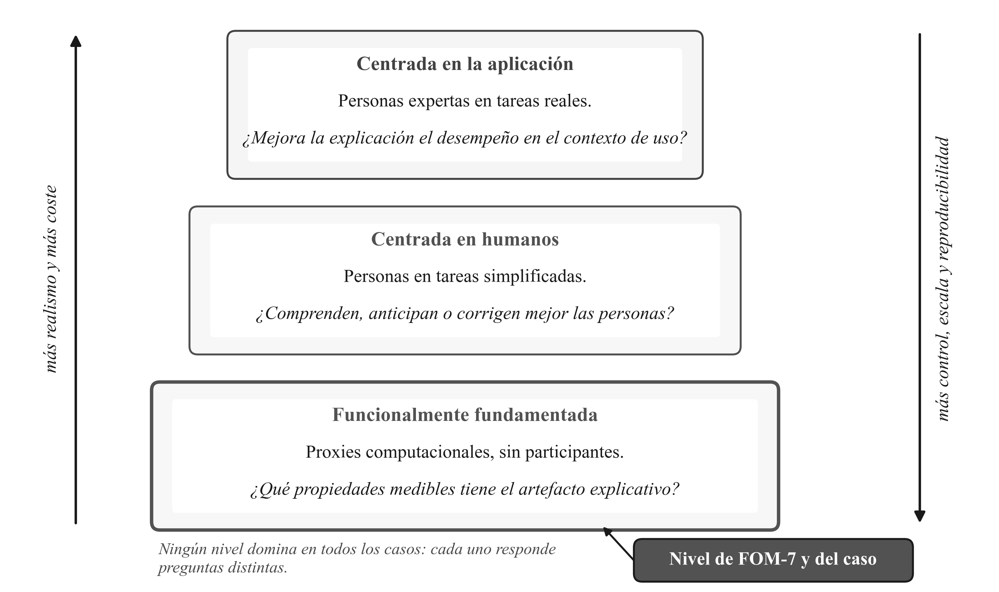 Centrada en la aplicación
Personas expertas en tareas reales.
¿Mejora la explicación el desempeño en el contexto de uso?
más realismo y más coste
más control, escala y reproducibilidad
Centrada en humanos
Personas en tareas simplificadas.
¿Comprenden, anticipan o corrigen mejor las personas?
Funcionalmente fundamentada
Proxies computacionales, sin participantes.
¿Qué propiedades medibles tiene el artefacto explicativo?
Ningún nivel domina en todos los casos: cada uno responde
preguntas distintas.
Nivel de FOM-7 y del caso